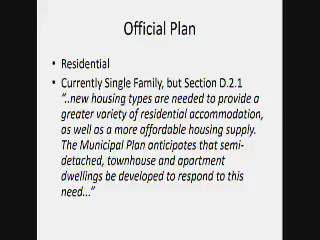 Official Plan
• Residential
• Currently Single Family, but Section D.2.1
"..new housing types are needed to provide a
greater variety of residential accommodation,
as well as a more affordable housing supply.
The Municipal Plan anticipates that semi-
detached, townhouse and apartment
dwellings be developed to respond to this
need..."